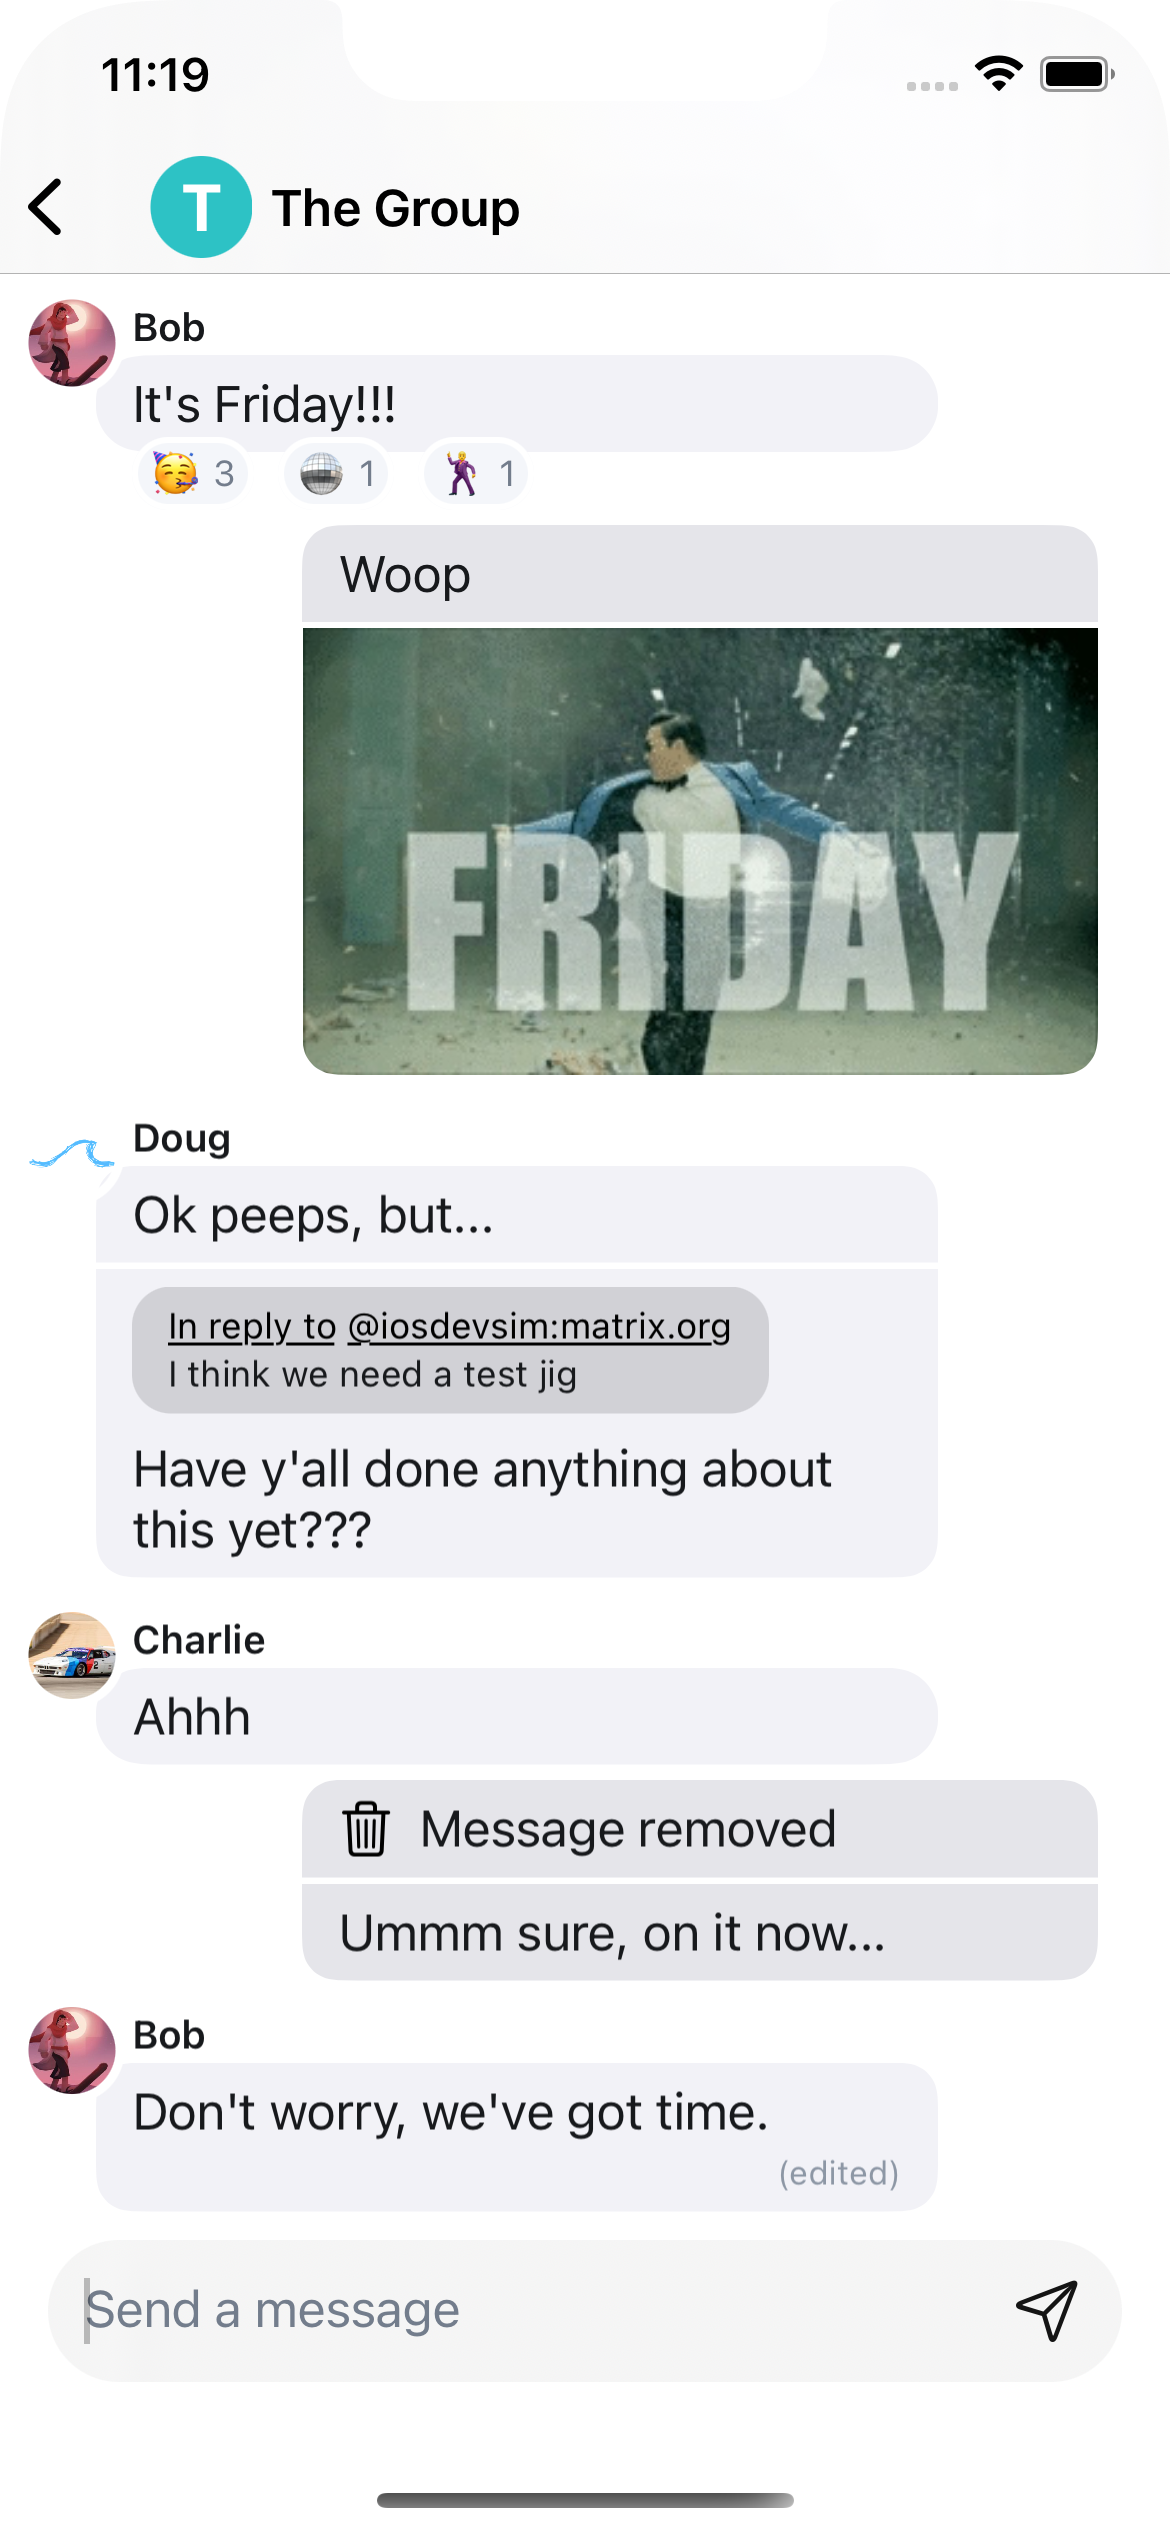 11:19
T
The Group
Bob
It's Friday!!!
🥳 3 🪩 1 🕺 1
Woop
FRIDAY
Doug
Ok peeps, but...
In reply to @iosdevsim:matrix.org
I think we need a test jig
Have y'all done anything about
this yet???
Charlie
2
Ahhh
Message removed
Ummm sure, on it now...
Bob
Don't worry, we've got time.
(edited)
Send a message